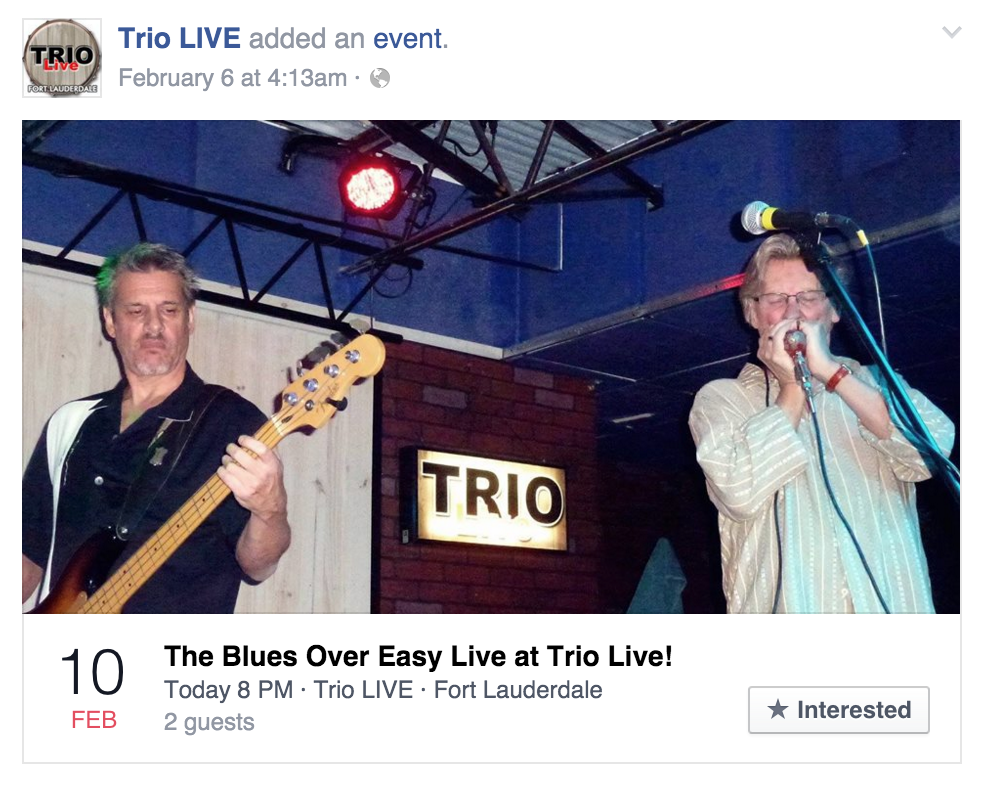 TRIO
Live
FORT LAUDERDALE
Trio LIVE added an event.
February 6 at 4:13am ·
TRIO
10
FEB
The Blues Over Easy Live at Trio Live!
Today 8 PM · Trio LIVE · Fort Lauderdale
2 guests
Interested